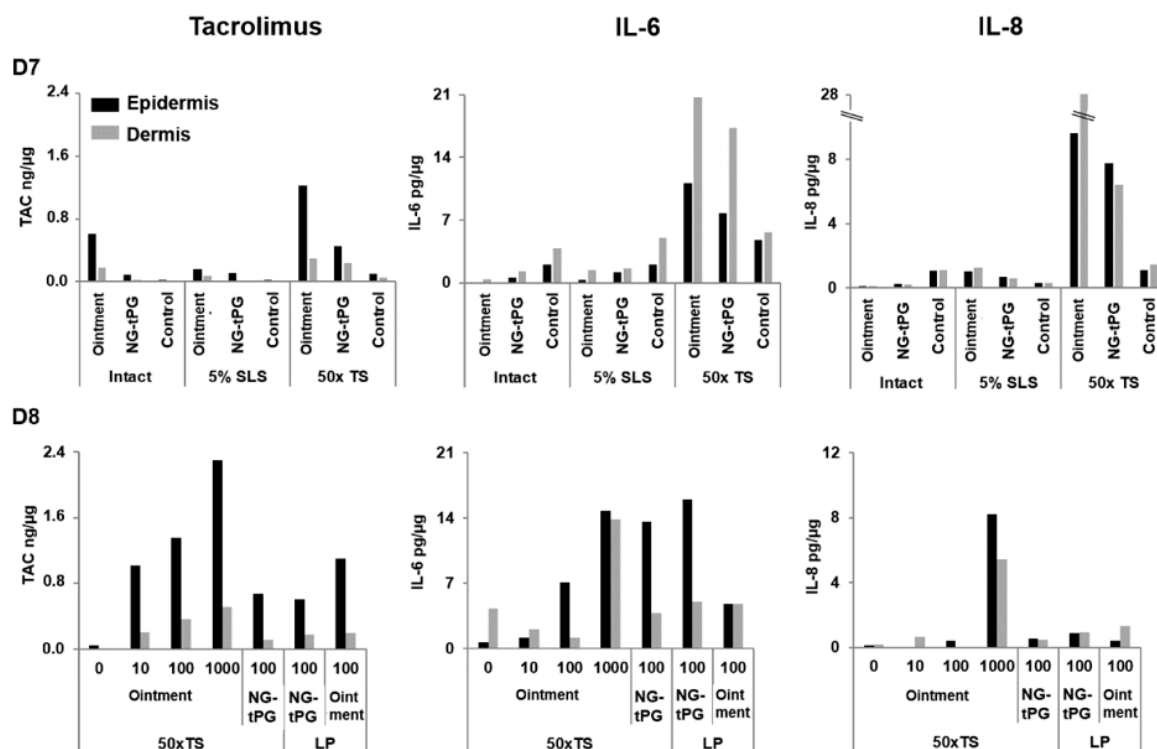 Tacrolimus IL-6 IL-8
D7
2.4 1.6 0.8 0.0
TAC ng/µg
Epidermis
Dermis
Ointment NG-tPG Control Ointment NG-tPG Control Ointment NG-tPG Control
Intact 5% SLS 50x TS
21 14 7 0
IL-6 pg/µg
Ointment NG-tPG Control Ointment NG-tPG Control Ointment NG-tPG Control
Intact 5% SLS 50x TS
28 8 4 0
IL-8 pg/µg
Ointment NG-tPG Control Ointment NG-tPG Control Ointment NG-tPG Control
Intact 5% SLS 50x TS
D8
2.4 1.6 0.8 0.0
TAC ng/µg
0 10 100 1000 100 100 100
Ointment NG- NG- Oint
tPG tPG ment
50xTS LP
21 14 7 0
IL-6 pg/µg
0 10 100 1000 100 100 100
Ointment NG- NG- Oint
tPG tPG ment
50xTS LP
12 8 4 0
IL-8 pg/µg
0 10 100 1000 100 100 100
Ointment NG- NG- Oint
tPG tPG ment
50xTS LP